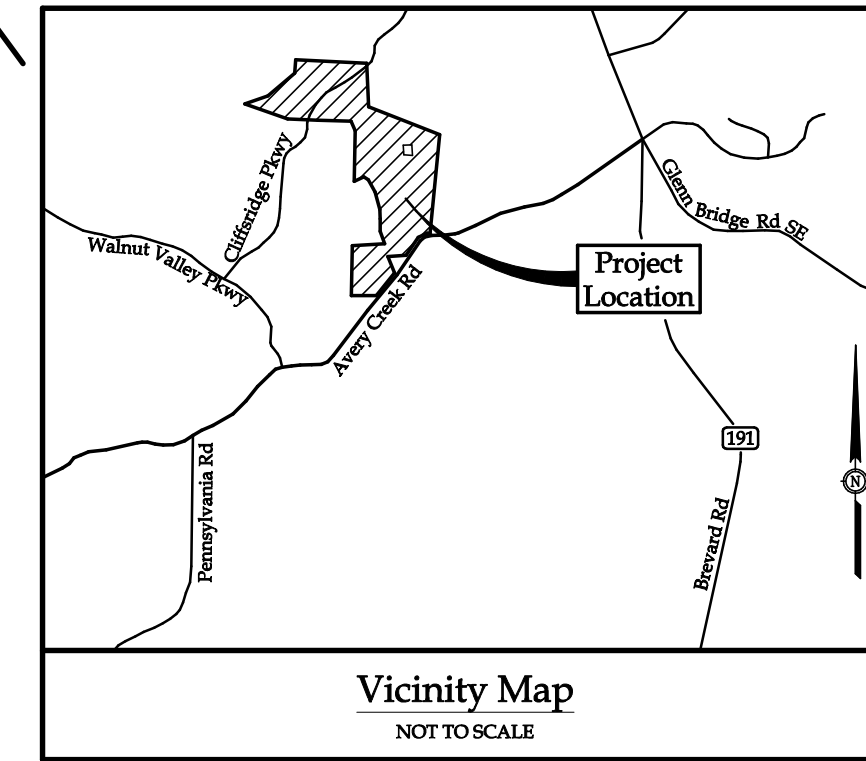 Cliffsridge Pkwy
Walnut Valley Pkwy
Glenn Bridge Rd SE
Project
Location
Avery Creek Rd
191
Pennsylvania Rd
N
Brevard Rd
Vicinity Map
NOT TO SCALE